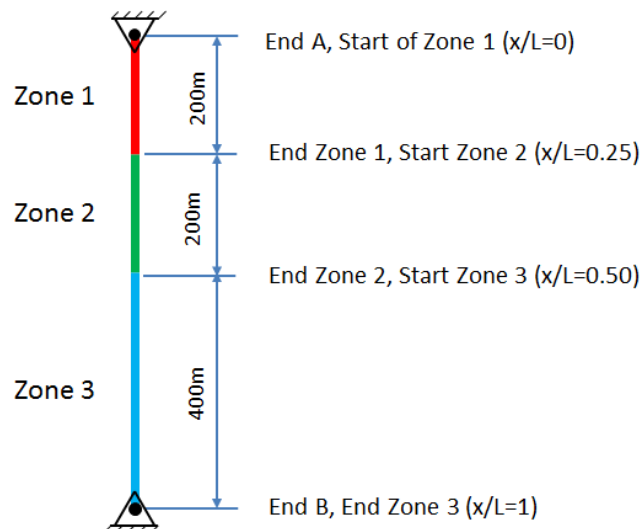 End A, Start of Zone 1 (x/L=0)
Zone 1
200m
End Zone 1, Start Zone 2 (x/L=0.25)
Zone 2
200m
End Zone 2, Start Zone 3 (x/L=0.50)
Zone 3
400m
End B, End Zone 3 (x/L=1)